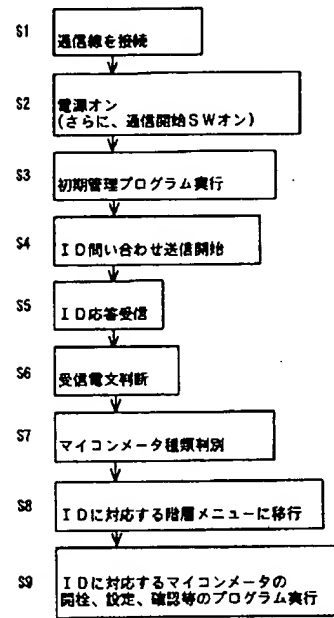 S1
通信線を接続
S2
電源オン
(さらに、通信開始SWオン)
S3
初期管理プログラム実行
S4
ID問い合わせ送信開始
S5
ID応答受信
S6
受信電文判断
S7
マイコンメータ種類判別
S8
IDに対応する階層メニューに移行
S9
IDに対応するマイコンメータの
開栓、設定、確認等のプログラム実行